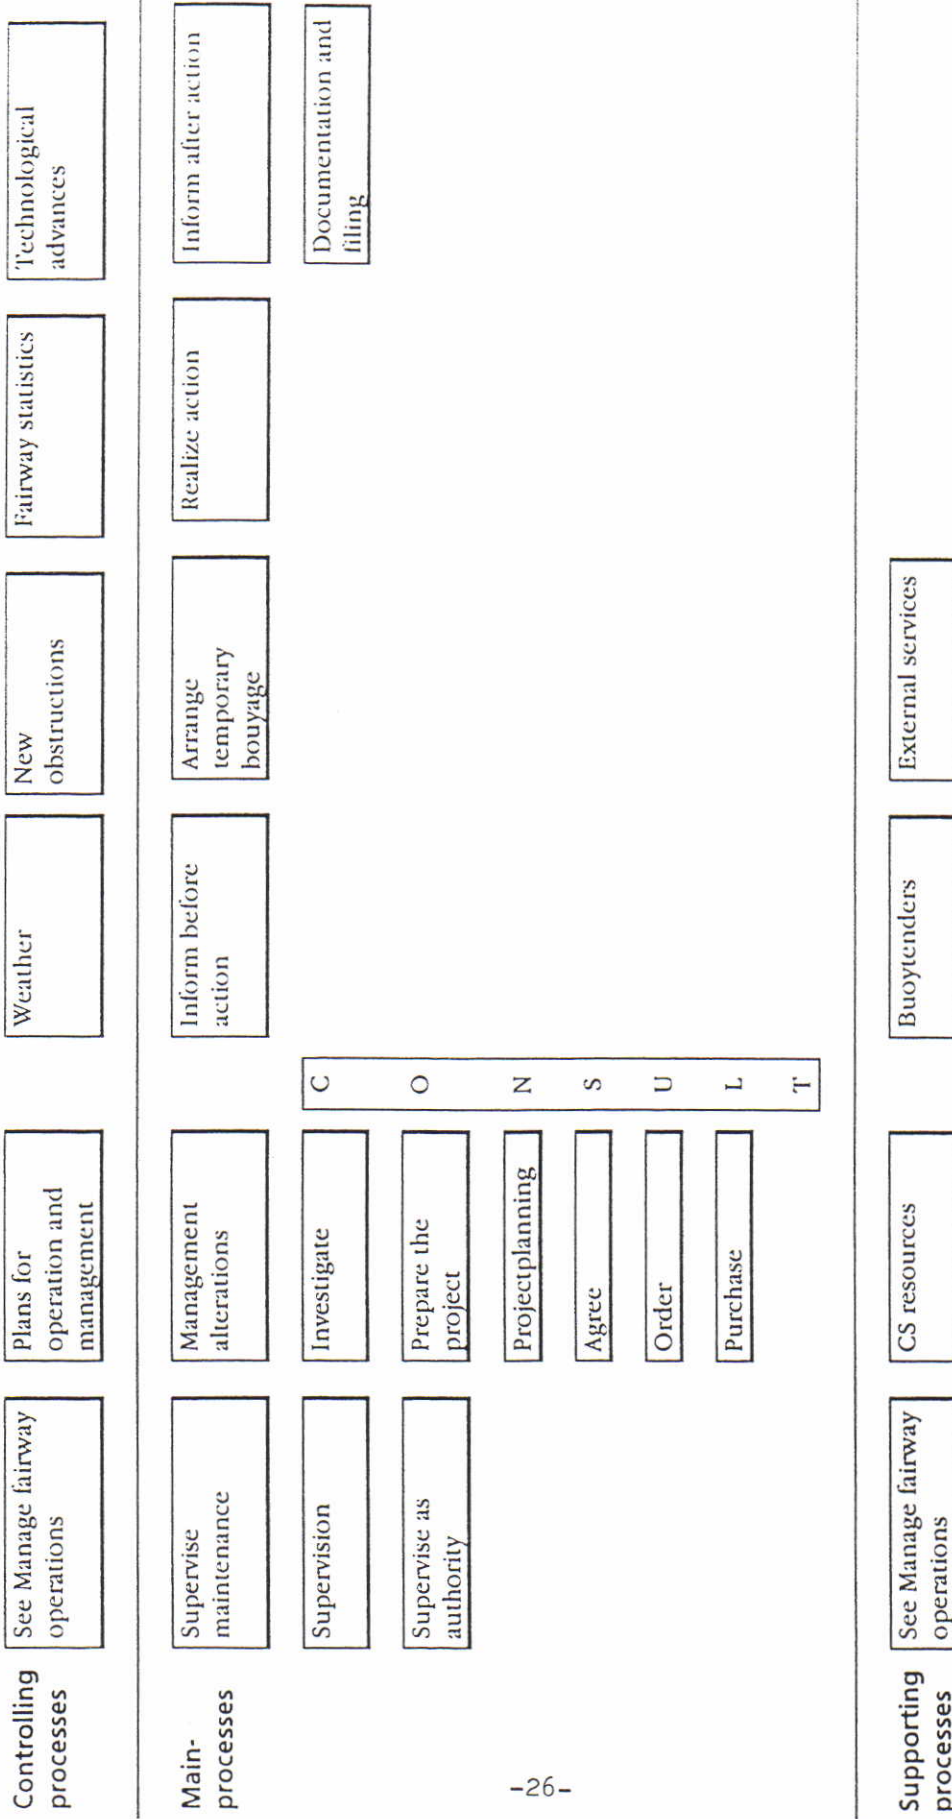 Controlling
processes
See Manage fairway
operations
Plans for
operation and
management
Weather
New
obstructions
Fairway statistics
Technological
advances
Main-
processes
Supervise
maintenance
Management
alterations
Inform before
action
Arrange
temporary
bouyage
Realize action
Inform after action
Supervision
Investigate
C
O
N
S
U
L
T
Documentation and
filing
Supervise as
authority
Prepare the
project
Projectplanning
Agree
Order
Purchase
Supporting
processes
See Manage fairway
operations
CS resources
Buoytenders
External services
-26-